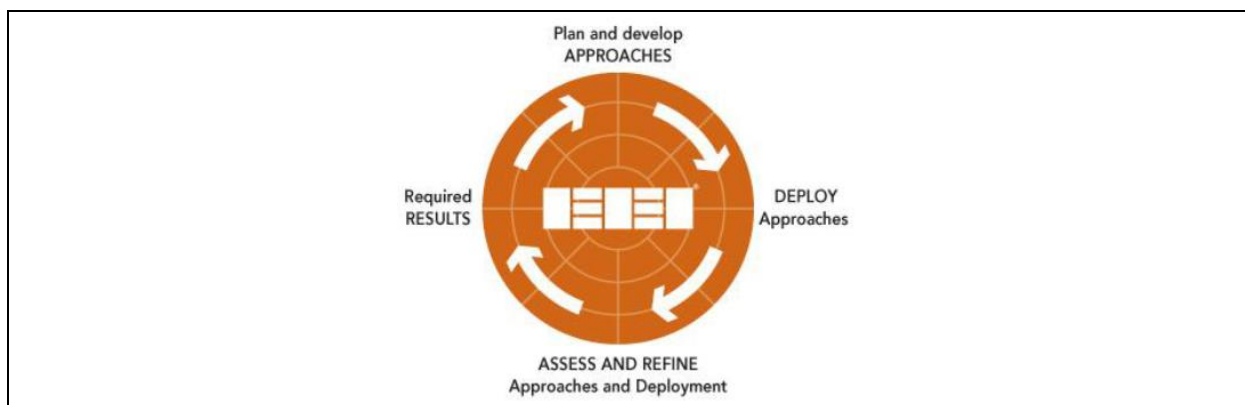 Plan and develop
APPROACHES
Required
RESULTS
DEPLOY
Approaches
ASSESS AND REFINE
Approaches and Deployment